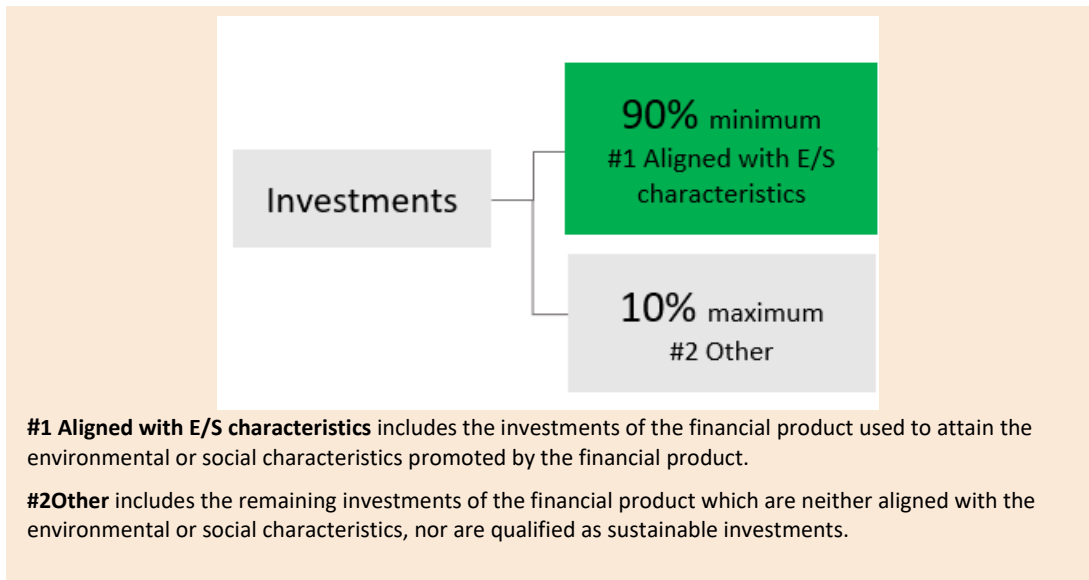 90% minimum
#1 Aligned with E/S
characteristics
Investments
10% maximum
#2 Other
#1 Aligned with E/S characteristics includes the investments of the financial product used to attain the
environmental or social characteristics promoted by the financial product.
#2Other includes the remaining investments of the financial product which are neither aligned with the
environmental or social characteristics, nor are qualified as sustainable investments.